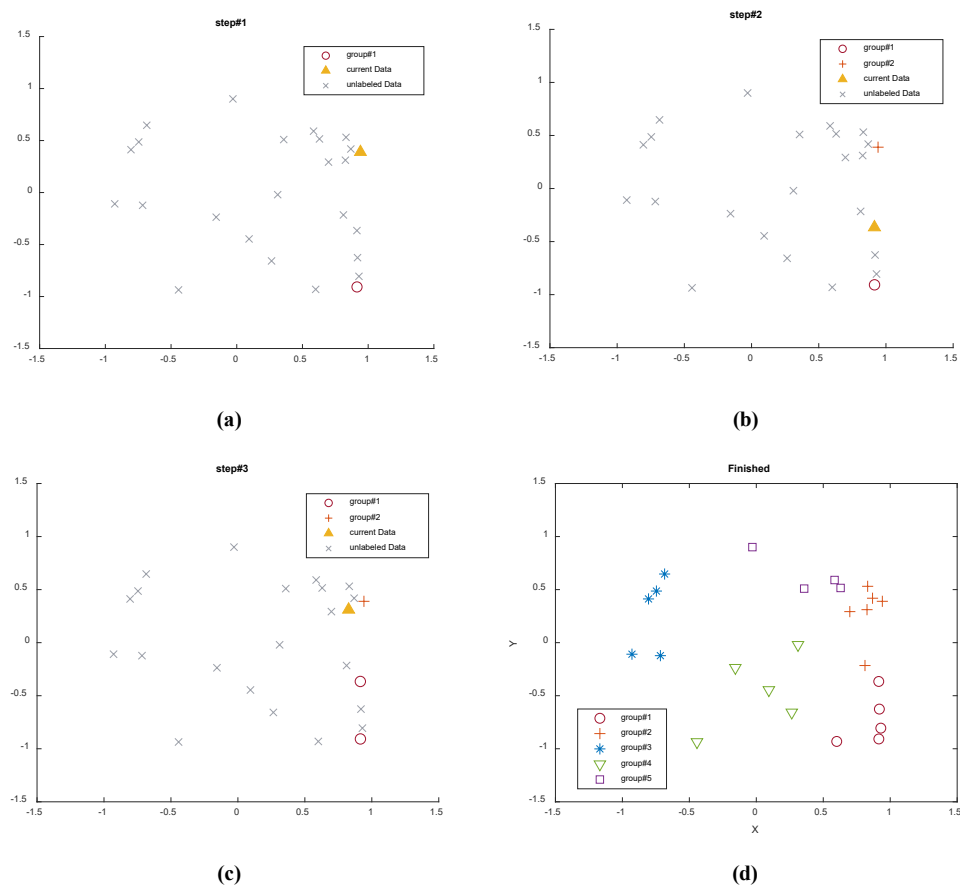 step#1
group#1
current Data
unlabeled Data
1.5
1
0.5
0
-0.5
-1
-1.5
-1.5 -1 -0.5 0 0.5 1 1.5
(a)
step#2
group#1
group#2
current Data
unlabeled Data
1.5
1
0.5
0
-0.5
-1
-1.5
-1.5 -1 -0.5 0 0.5 1 1.5
(b)
step#3
group#1
group#2
current Data
unlabeled Data
1.5
1
0.5
0
-0.5
-1
-1.5
-1.5 -1 -0.5 0 0.5 1 1.5
(c)
Finished
1.5
1
0.5
0
-0.5
-1
-1.5
Y
group#1
group#2
group#3
group#4
group#5
-1.5 -1 -0.5 0 0.5 1 1.5
X
(d)